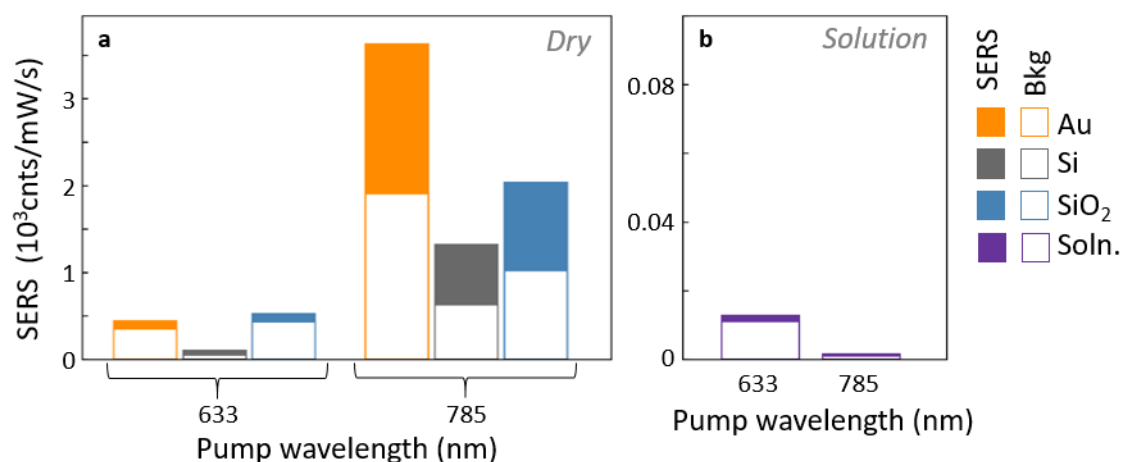 a
Dry
SERS (10³cnts/mW/s)
3
2
1
0
633
785
Pump wavelength (nm)
b
Solution
0.08
0.04
0
633
785
Pump wavelength (nm)
SERS
Bkg
Au
Si
SiO₂
Soln.